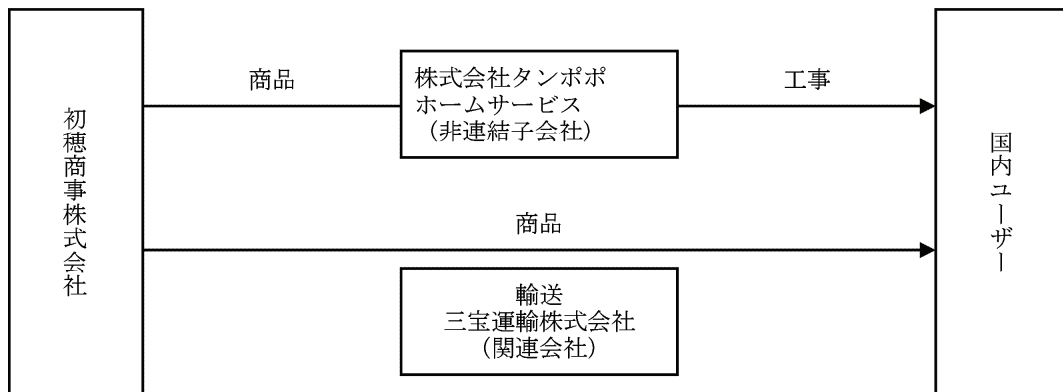 初穂商事株式会社
商品
株式会社タンポポ
ホームサービス
（非連結子会社）
工事
国内ユーザー
商品
輸送
三宝運輸株式会社
（関連会社）